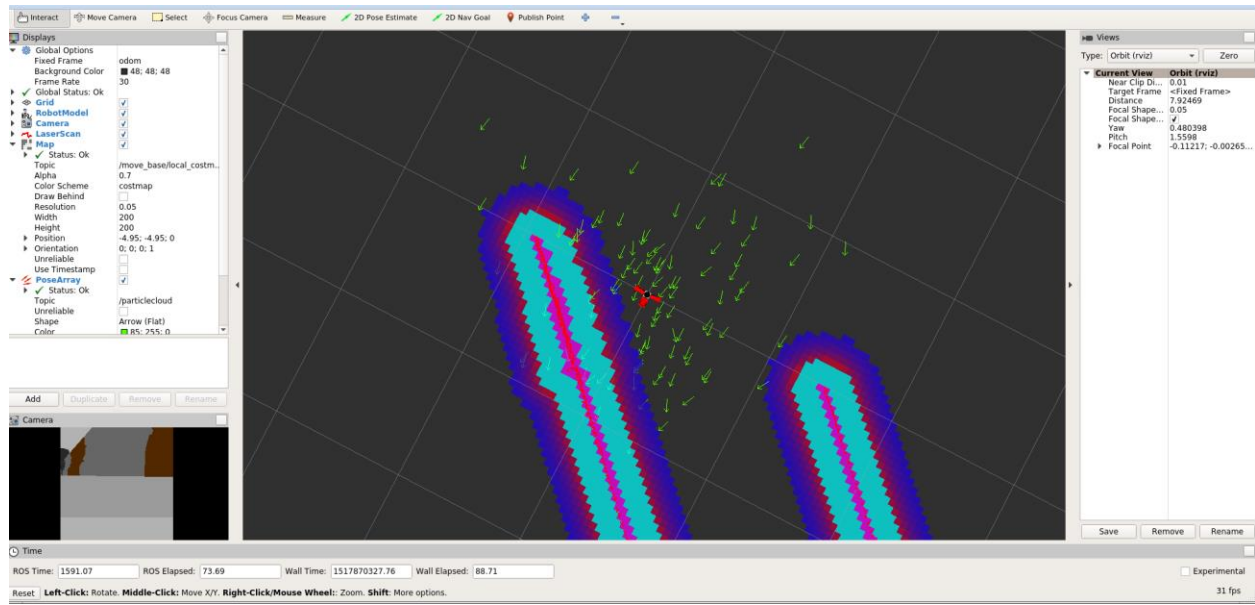 Interact Move Camera Select Focus Camera Measure 2D Pose Estimate 2D Nav Goal Publish Point
Displays
Global Options
Fixed Frame odom
Background Color 48; 48; 48
Frame Rate 30
Global Status: Ok
Grid
RobotModel
Camera
LaserScan
Map
Status: Ok
Topic /move_base/local_costm..
Alpha 0.7
Color Scheme costmap
Draw Behind
Resolution 0.05
Width 200
Height 200
Position -4.95; -4.95; 0
Orientation 0; 0; 0; 1
Unreliable
Use Timestamp
PoseArray
Status: Ok
Topic /particlecloud
Unreliable
Shape Arrow (Flat)
Color 85; 255; 0
Add Duplicate Remove Rename
Camera
Views
Type: Orbit (rviz) Zero
Current View Orbit (rviz)
Near Clip Di... 0.01
Target Frame <Fixed Frame>
Distance 7.92469
Focal Shape... 0.05
Focal Shape...
Yaw 0.480398
Pitch 1.5598
Focal Point -0.11217; -0.00265...
Save Remove Rename
Time
ROS Time: 1591.07 ROS Elapsed: 73.69 Wall Time: 1517870327.76 Wall Elapsed: 88.71 Experimental
Reset Left-Click: Rotate. Middle-Click: Move X/Y. Right-Click/Mouse Wheel:: Zoom. Shift: More options. 31 fps